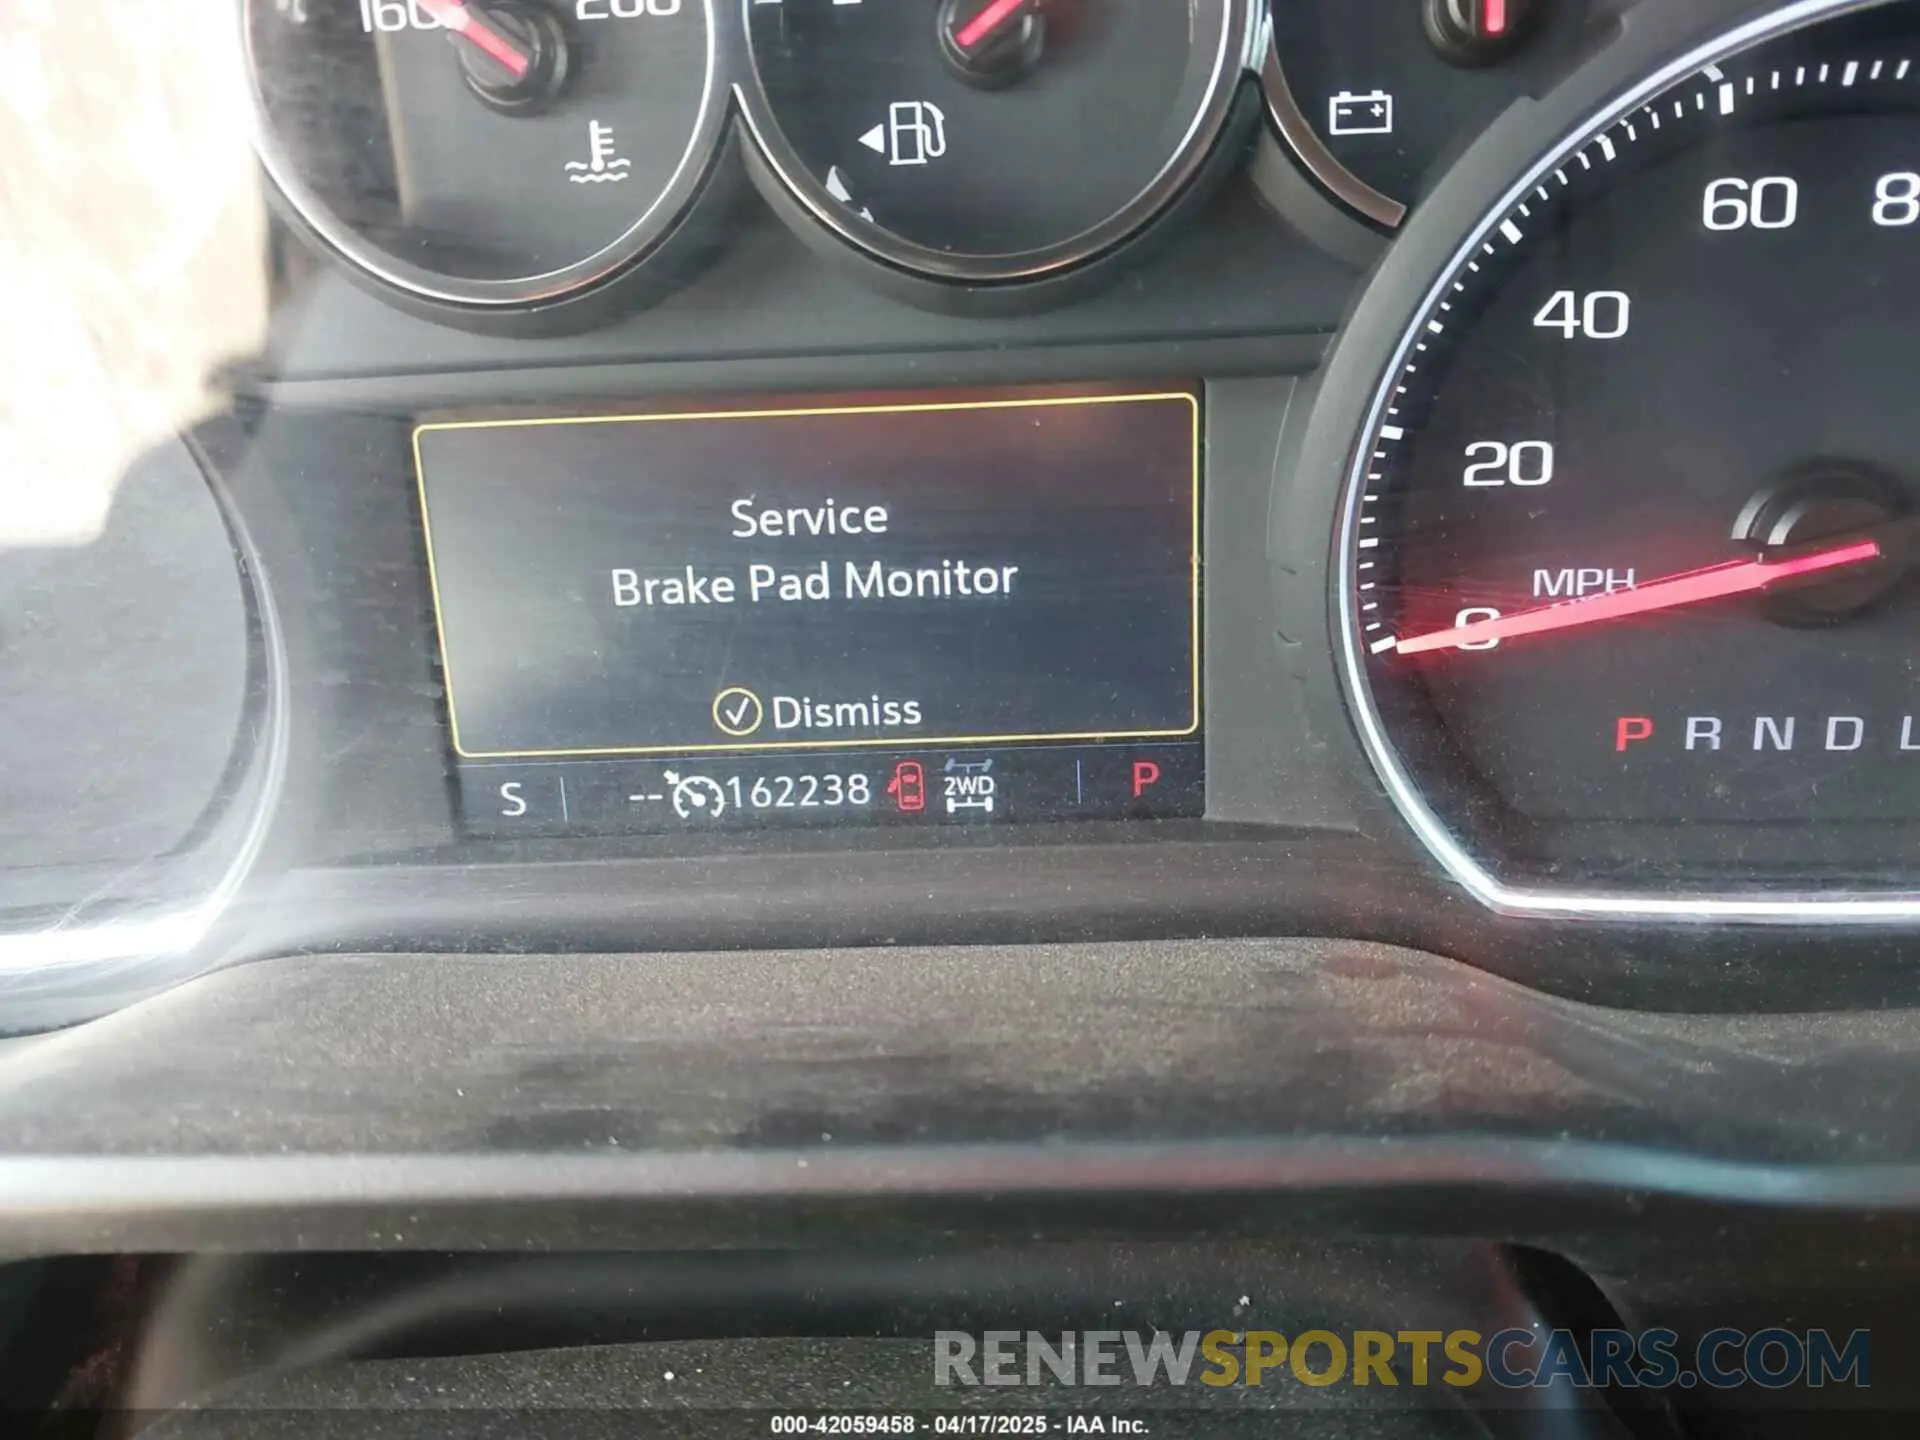 160 200
60 8
40
20
MPH
0
P R N D L
Service
Brake Pad Monitor
Dismiss
S -- 162238 2WD P
RENEWSPORTSCARS.COM
000-42059458 - 04/17/2025 - IAA Inc.